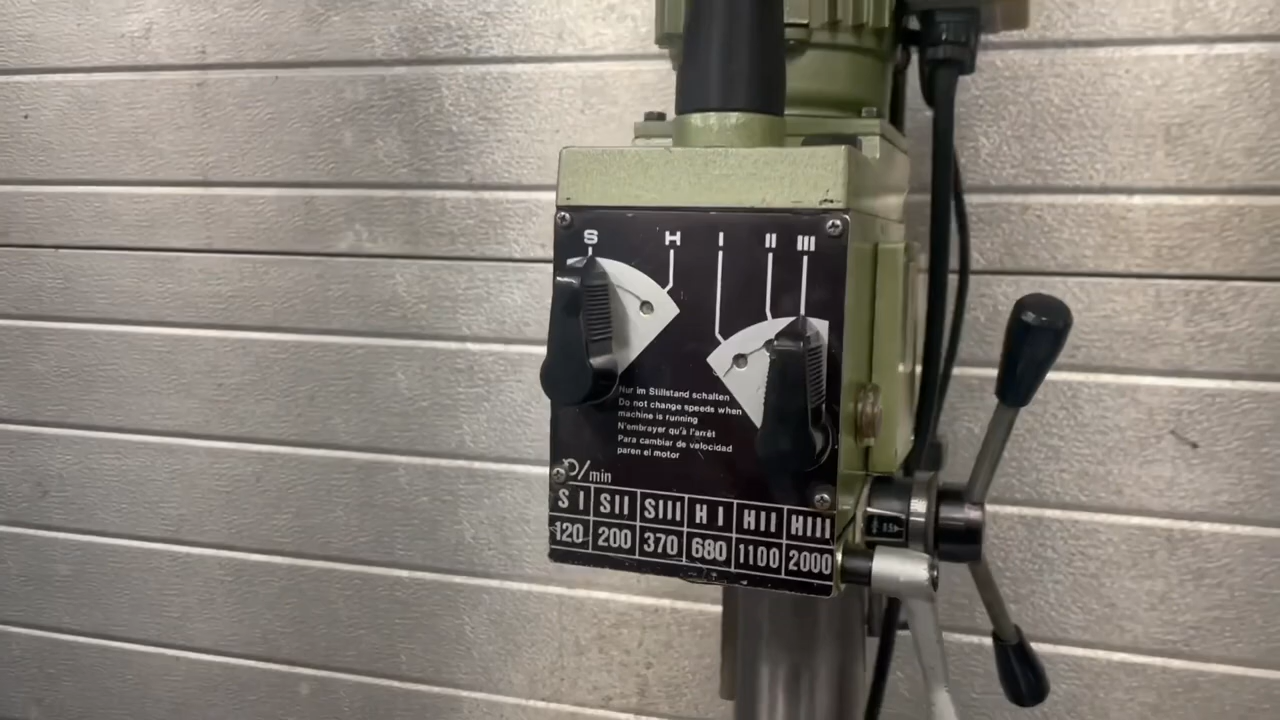 S H I II III
Nur im Stillstand schalten
Do not change speeds when
machine is running
N'embrayer qu'à l'arrêt
Para cambiar de velocidad
paren el motor
/min
S I S II S III H I H II H III
120 200 370 680 1100 2000